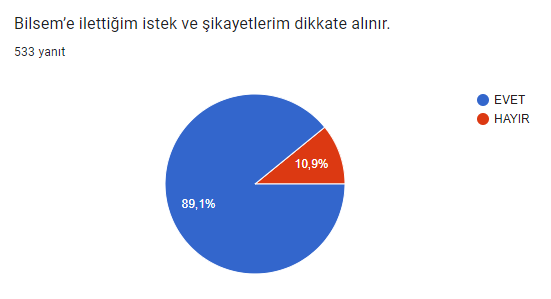 Bilsem’e ilettiğim istek ve şikayetlerim dikkate alınır.
533 yanıt
EVET
HAYIR
10,9%
89,1%